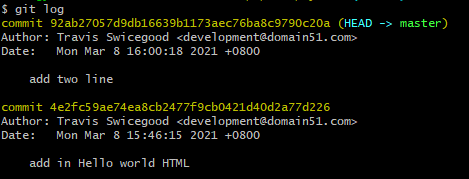 $ git log
commit 92ab27057d9db16639b1173aec76ba8c9790c20a (HEAD -> master)
Author: Travis Swicegood <development@domain51.com>
Date:   Mon Mar 8 16:00:18 2021 +0800
    add two line
commit 4e2fc59ae74ea8cb2477f9cb0421d40d2a77d226
Author: Travis Swicegood <development@domain51.com>
Date:   Mon Mar 8 15:46:15 2021 +0800
    add in Hello world HTML